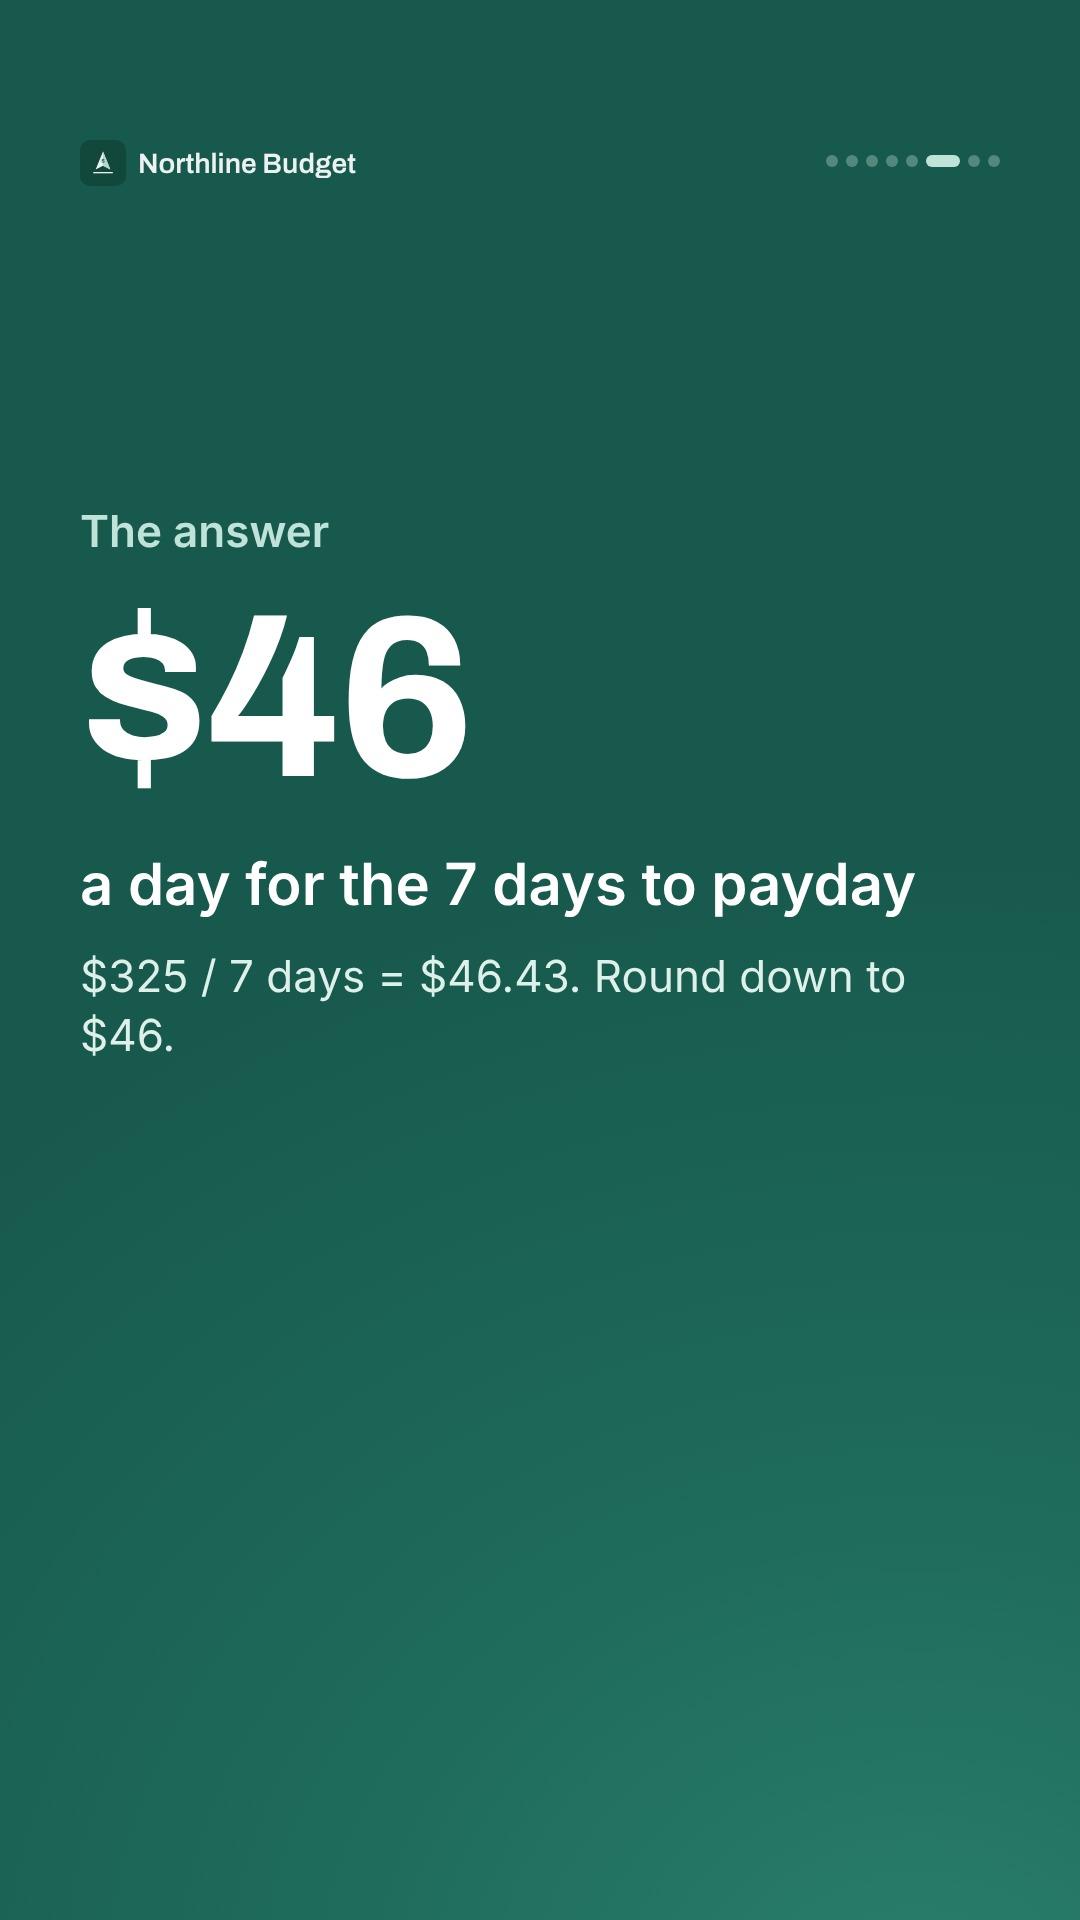 Northline Budget
The answer
$46
a day for the 7 days to payday
$325 / 7 days = $46.43. Round down to
$46.